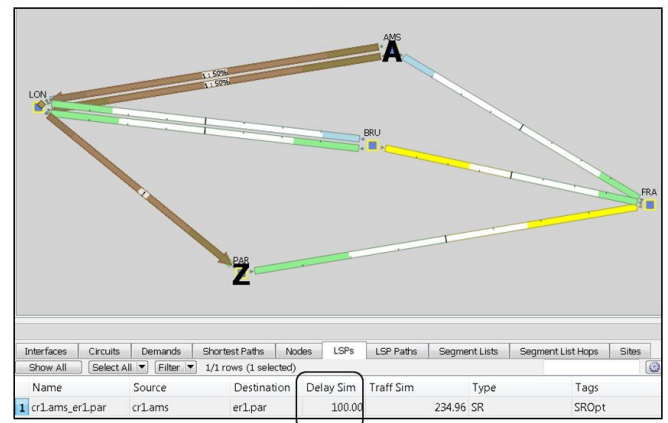 AMS
A
1 : 50%
1 : 50%
LON
BRU
FRA
1
PAR
Z
Interfaces Circuits Demands Shortest Paths Nodes LSPs LSP Paths Segment Lists Segment List Hops Sites
Show All Select All Filter 1/1 rows (1 selected)
Name Source Destination Delay Sim Traff Sim Type Tags
1 cr1.ams_er1.par cr1.ams er1.par 100.00 234.96 SR SROpt